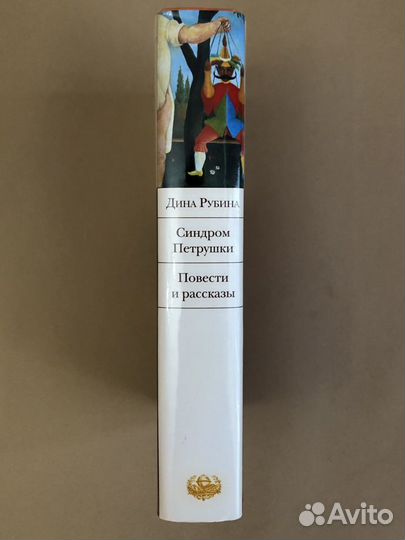 Дина Рубина
Синдром
Петрушки
Повести
и рассказы
Avito